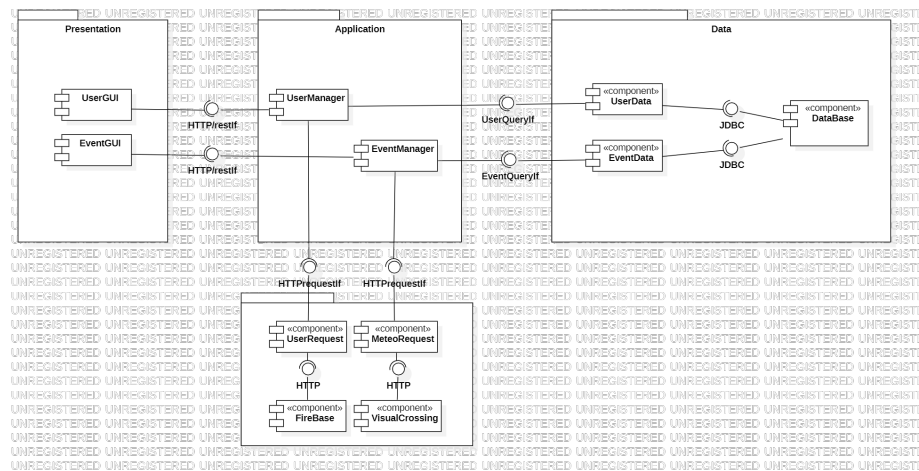 Presentation
Application
Data
UserGUI
EventGUI
HTTP/restIf
HTTP/restIf
UserManager
EventManager
UserQueryIf
EventQueryIf
«component»
UserData
«component»
EventData
JDBC
JDBC
«component»
DataBase
HTTPrequestIf
HTTPrequestIf
«component»
UserRequest
«component»
MeteoRequest
HTTP
HTTP
«component»
FireBase
«component»
VisualCrossing
UNREGISTERED